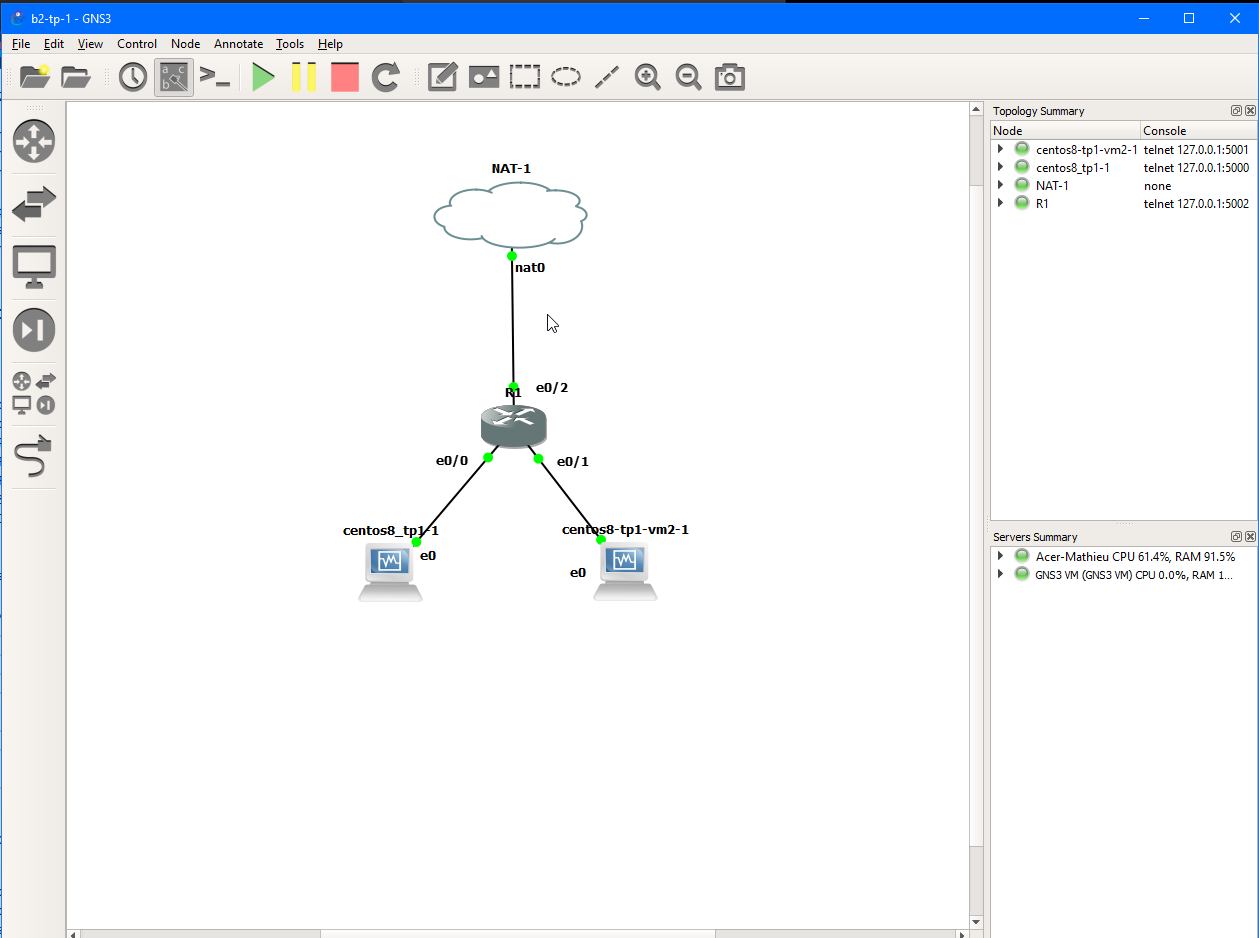 b2-tp-1 - GNS3
File Edit View Control Node Annotate Tools Help
a c
b
NAT-1
nat0
R1
e0/2
e0/0
e0/1
centos8_tp1-1
centos8-tp1-vm2-1
e0
e0
Topology Summary
Node Console
centos8-tp1-vm2-1 telnet 127.0.0.1:5001
centos8_tp1-1 telnet 127.0.0.1:5000
NAT-1 none
R1 telnet 127.0.0.1:5002
Servers Summary
Acer-Mathieu CPU 61.4%, RAM 91.5%
GNS3 VM (GNS3 VM) CPU 0.0%, RAM 1...